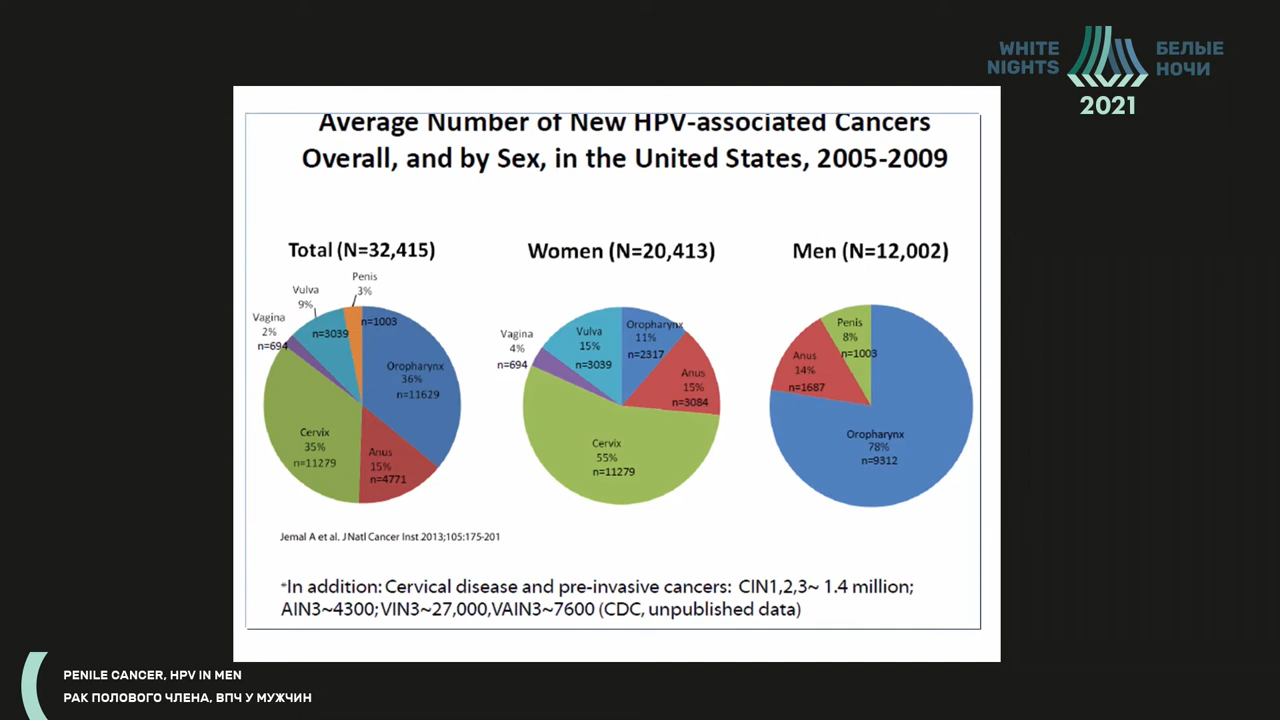 WHITE
NIGHTS
БЕЛЫЕ
НОЧИ
2021
Average Number of New HPV-associated Cancers
Overall, and by Sex, in the United States, 2005-2009
Total (N=32,415)
Women (N=20,413)
Men (N=12,002)
Penis
3%
n=1003
Vulva
9%
n=3039
Vagina
2%
n=694
Oropharynx
36%
n=11629
Cervix
35%
n=11279
Anus
15%
n=4771
Vagina
4%
n=694
Vulva
15%
n=3039
Oropharynx
11%
n=2317
Anus
15%
n=3084
Cervix
55%
n=11279
Penis
8%
n=1003
Anus
14%
n=1687
Oropharynx
78%
n=9312
Jemal A et al. J Natl Cancer Inst 2013;105:175-201
*In addition: Cervical disease and pre-invasive cancers: CIN1,2,3~ 1.4 million;
AIN3~4300; VIN3~27,000,VAIN3~7600 (CDC, unpublished data)
PENILE CANCER, HPV IN MEN
РАК ПОЛОВОГО ЧЛЕНА, ВПЧ У МУЖЧИН